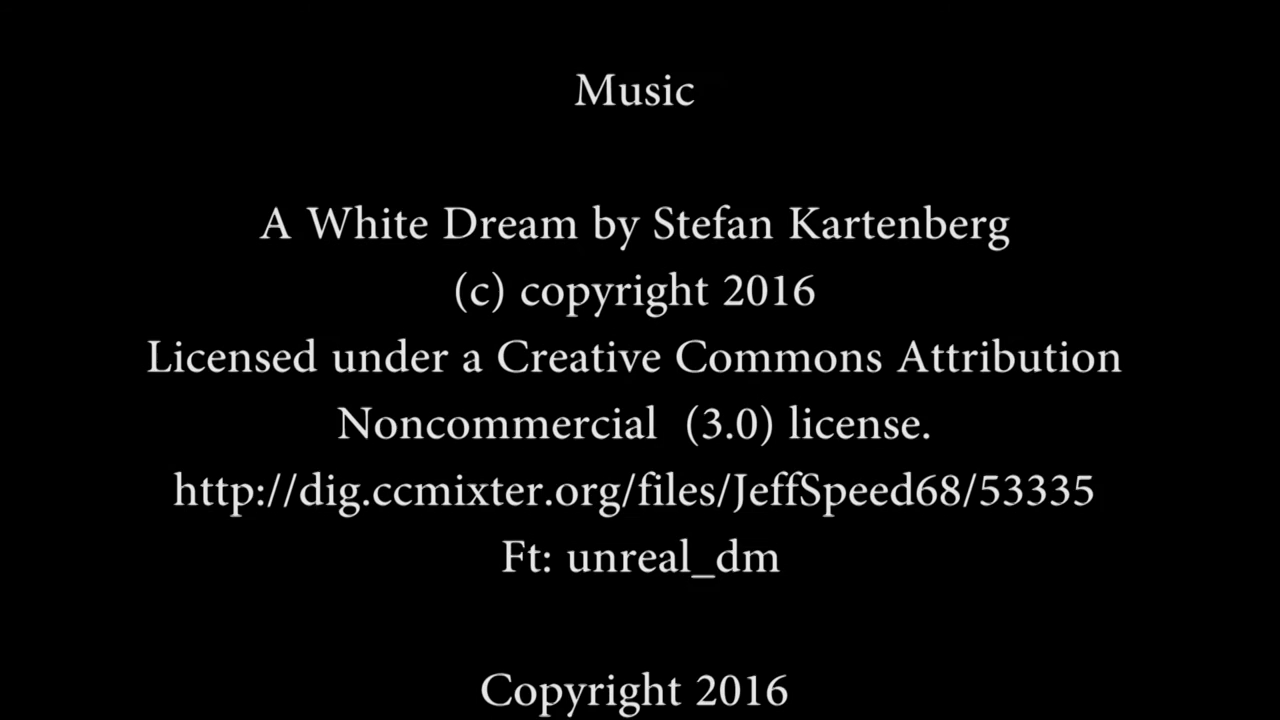 Music
A White Dream by Stefan Kartenberg
(c) copyright 2016
Licensed under a Creative Commons Attribution
Noncommercial  (3.0) license.
http://dig.ccmixter.org/files/JeffSpeed68/53335
Ft: unreal_dm
Copyright 2016